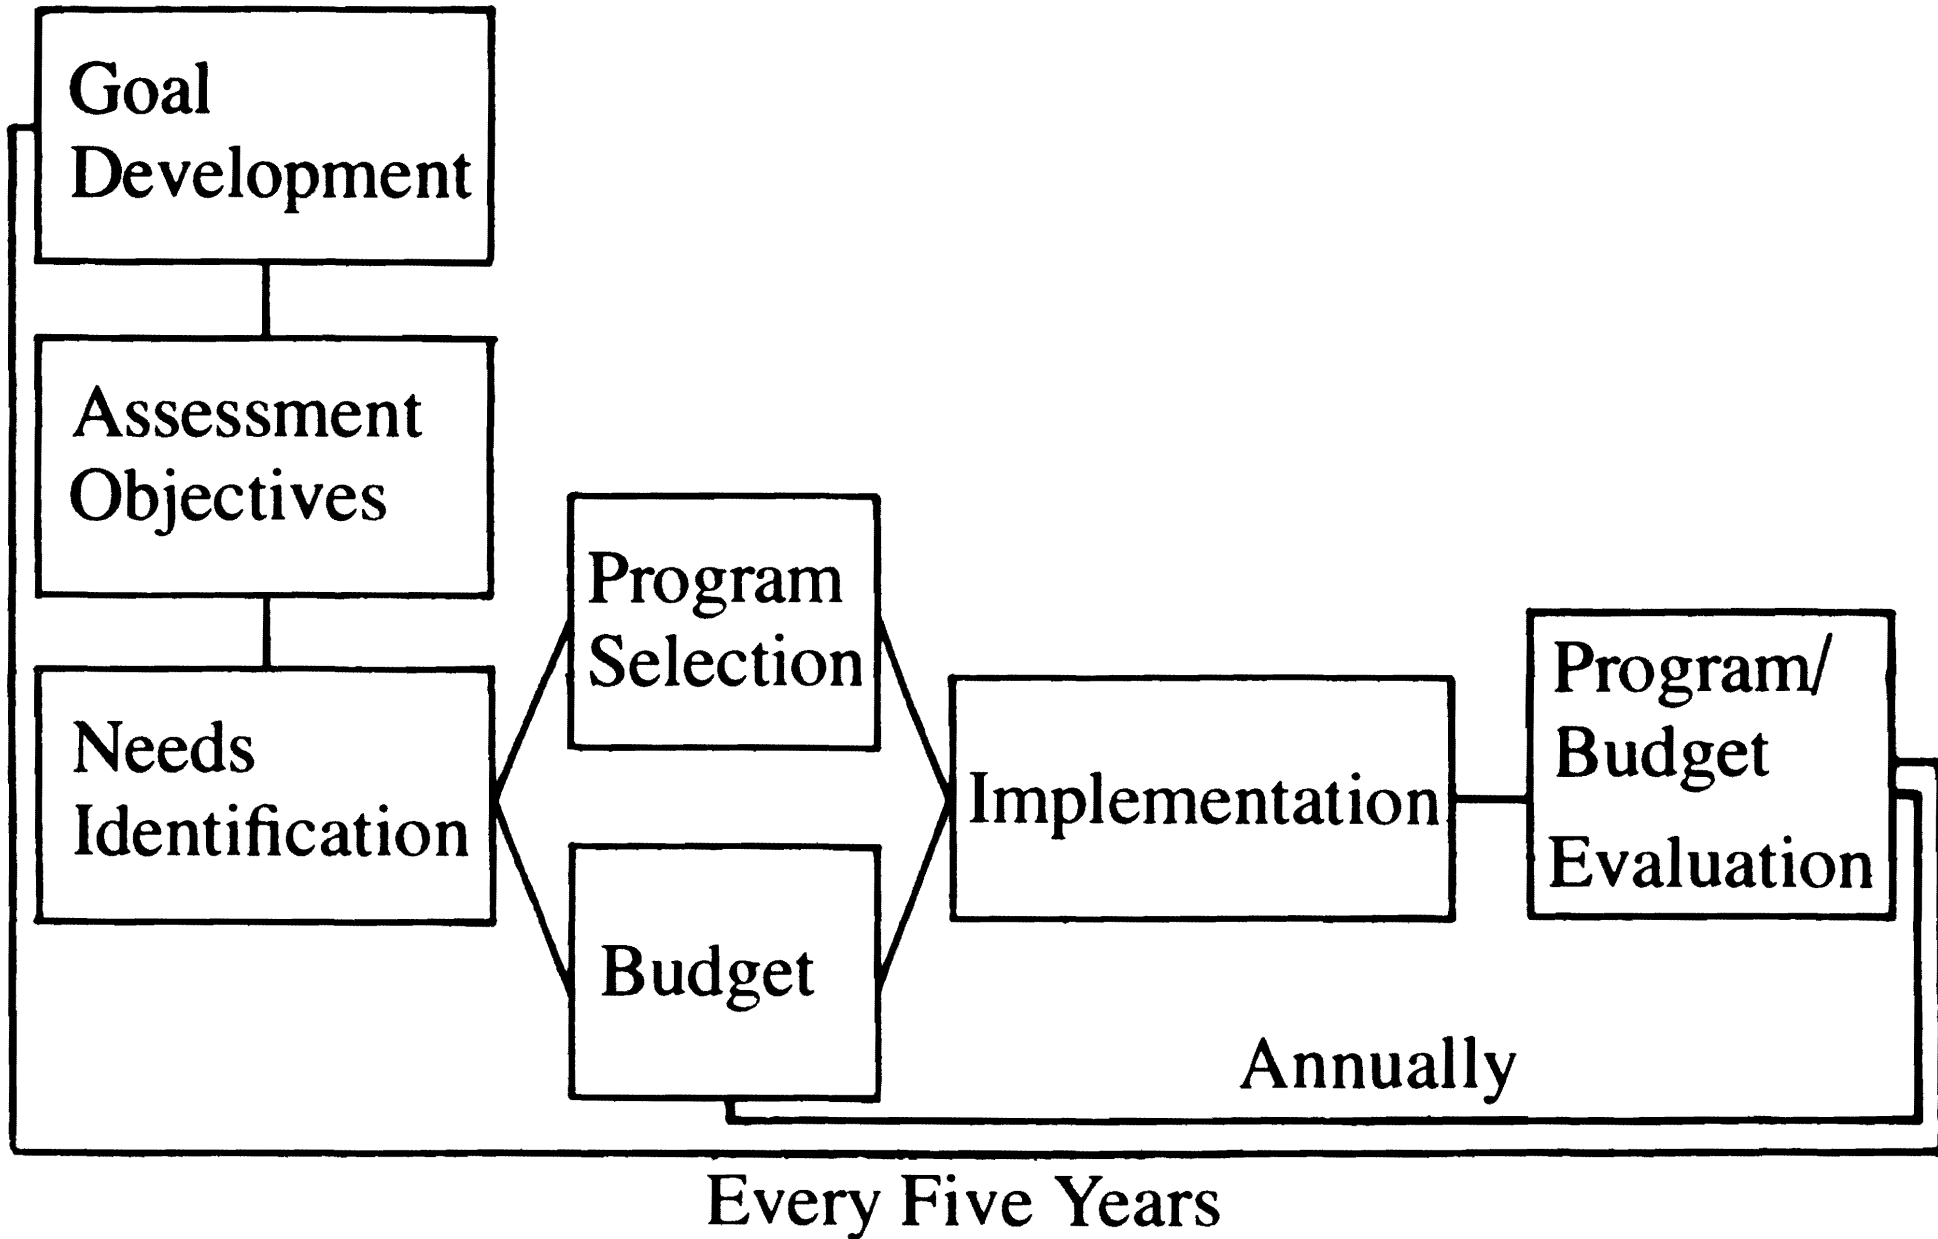 Goal
Development
Assessment
Objectives
Needs
Identification
Program
Selection
Budget
Implementation
Program/
Budget
Evaluation
Annually
Every Five Years